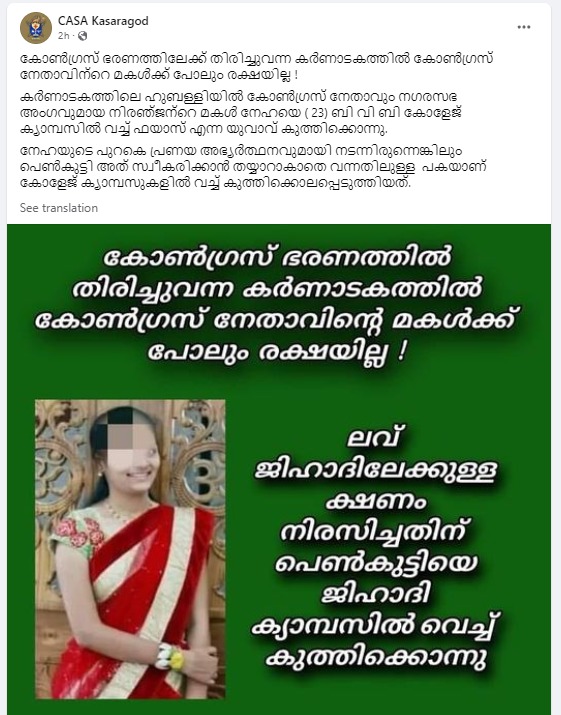 CASA Kasaragod
2h
കോൺഗ്രസ് ഭരണത്തിലേക്ക് തിരിച്ചുവന്ന കർണാടകത്തിൽ കോൺഗ്രസ്
നേതാവിന്റെ മകൾക്ക് പോലും രക്ഷയില്ല !
കർണാടകത്തിലെ ഹുബള്ളിയിൽ കോൺഗ്രസ് നേതാവും നഗരസഭ
അംഗവുമായ നിരഞ്ജന്റെ മകൾ നേഹയെ ( 23) ബി വി ബി കോളേജ്
ക്യാമ്പസിൽ വച്ച് ഫയാസ് എന്ന യുവാവ് കുത്തിക്കൊന്നു.
നേഹയുടെ പുറകെ പ്രണയ അഭ്യർത്ഥനയുമായി നടന്നിരുന്നെങ്കിലും
പെൺകുട്ടി അത് സ്വീകരിക്കാൻ തയ്യാറാകാതെ വന്നതിലുള്ള പകയാണ്
കോളേജ് ക്യാമ്പസുകളിൽ വച്ച് കുത്തിക്കൊലപ്പെടുത്തിയത്.
See translation
കോൺഗ്രസ് ഭരണത്തിൽ
തിരിച്ചുവന്ന കർണാടകത്തിൽ
കോൺഗ്രസ് നേതാവിന്റെ മകൾക്ക്
പോലും രക്ഷയില്ല !
ലവ്
ജിഹാദിലേക്കുള്ള
ക്ഷണം
നിരസിച്ചതിന്
പെൺകുട്ടിയെ
ജിഹാദി
ക്യാമ്പസിൽ വെച്ച്
കുത്തിക്കൊന്നു